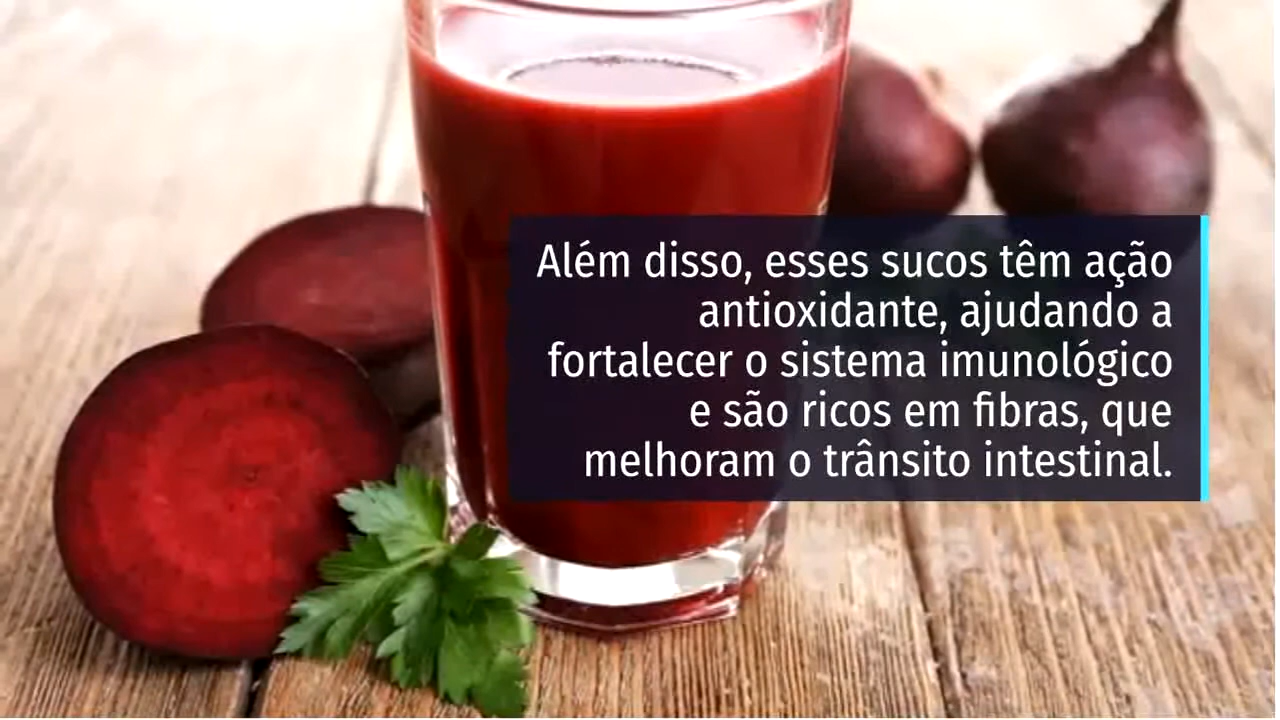 Além disso, esses sucos têm ação
antioxidante, ajudando a
fortalecer o sistema imunológico
e são ricos em fibras, que
melhoram o trânsito intestinal.